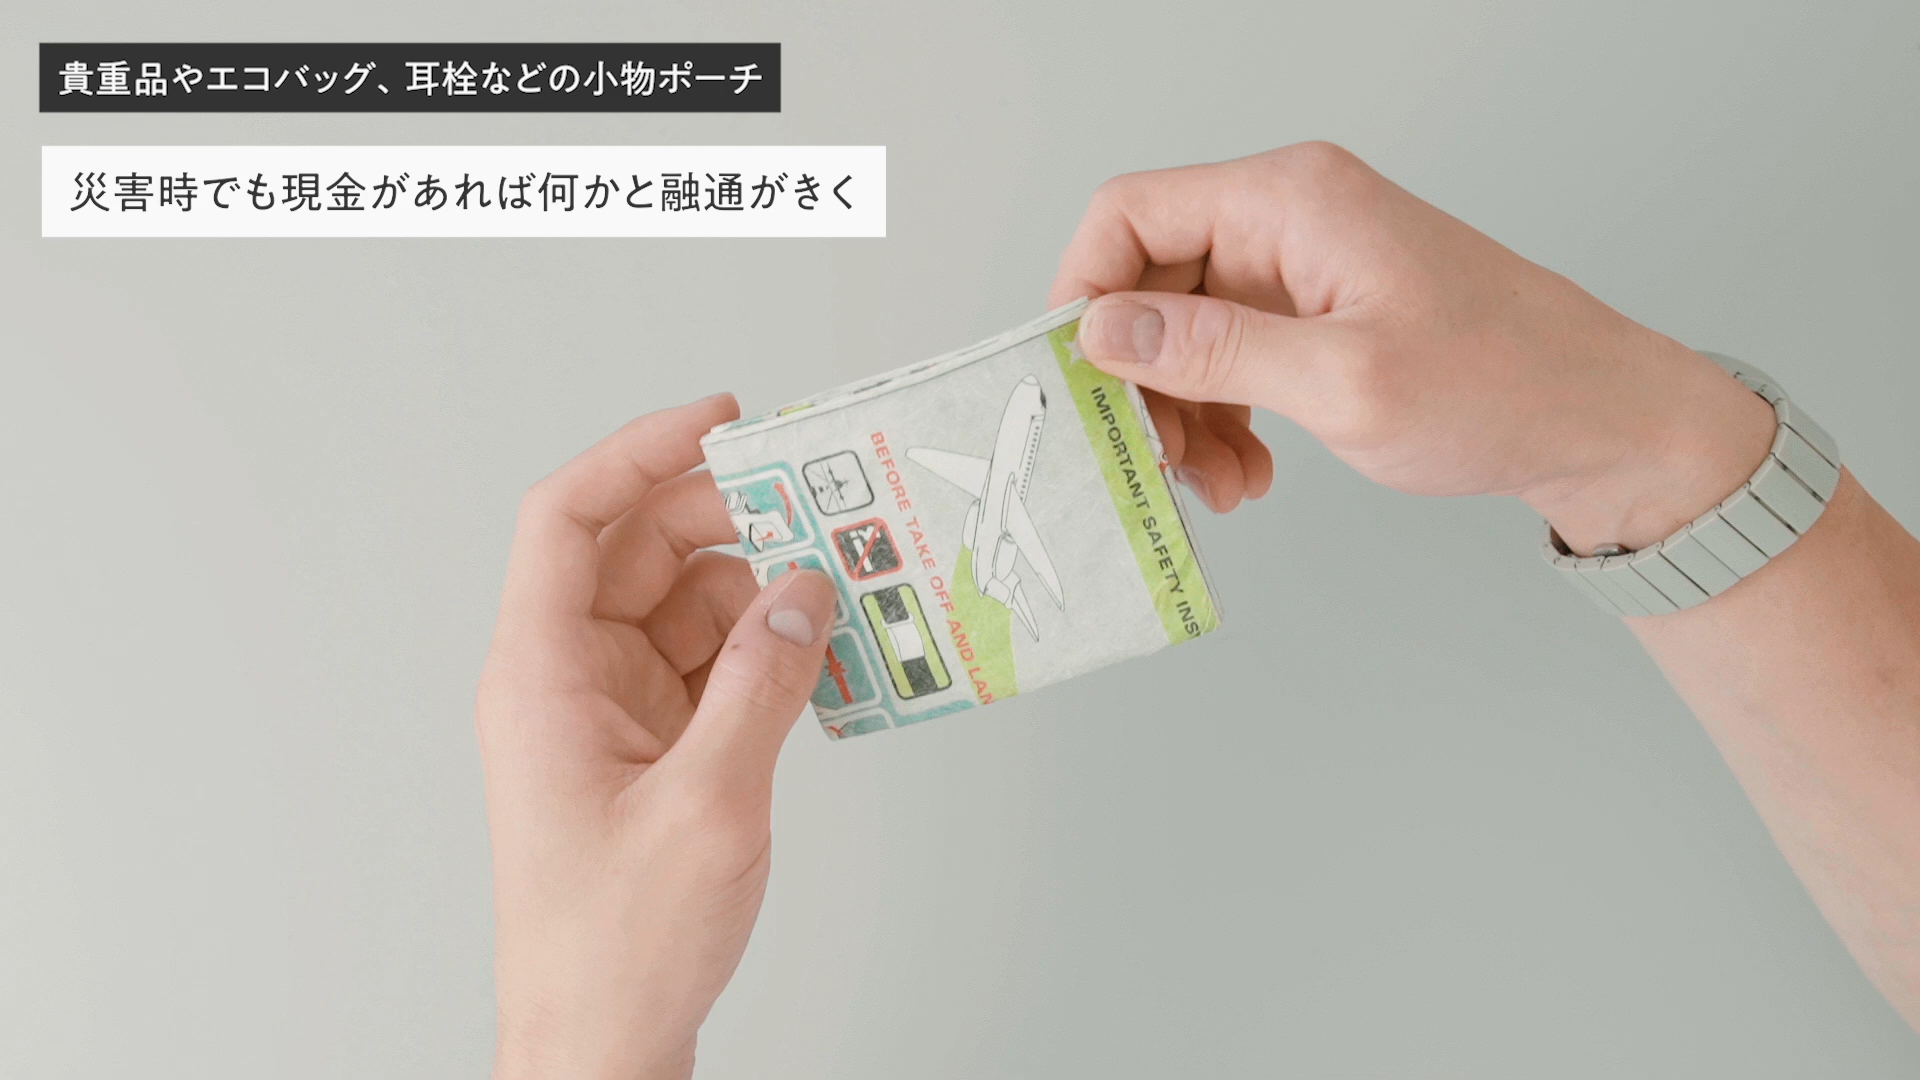 貴重品やエコバッグ、耳栓などの小物ポーチ
災害時でも現金があれば何かと融通がきく
IMPORTANT SAFETY INS
BEFORE TAKE OFF AND LAN